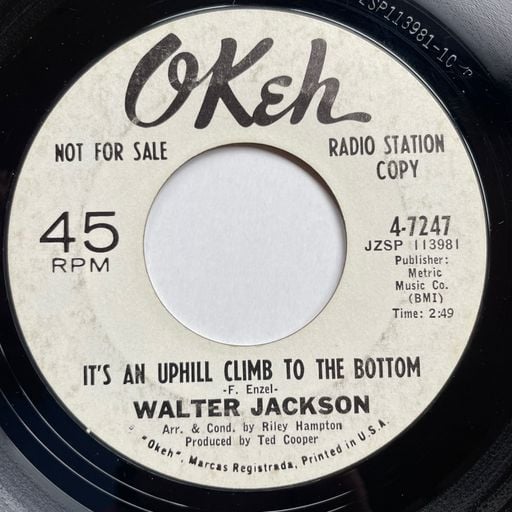 ZSP113981-1C
OKeh
NOT FOR SALE
RADIO STATION
COPY
45
RPM
4-7247
JZSP 113981
Publisher:
Metric
Music Co.
(BMI)
Time: 2:49
IT'S AN UPHILL CLIMB TO THE BOTTOM
-F. Enzel-
WALTER JACKSON
Arr. & Cond. by Riley Hampton
Produced by Ted Cooper
"Okeh". Marcas Registrada, Printed in U.S.A.